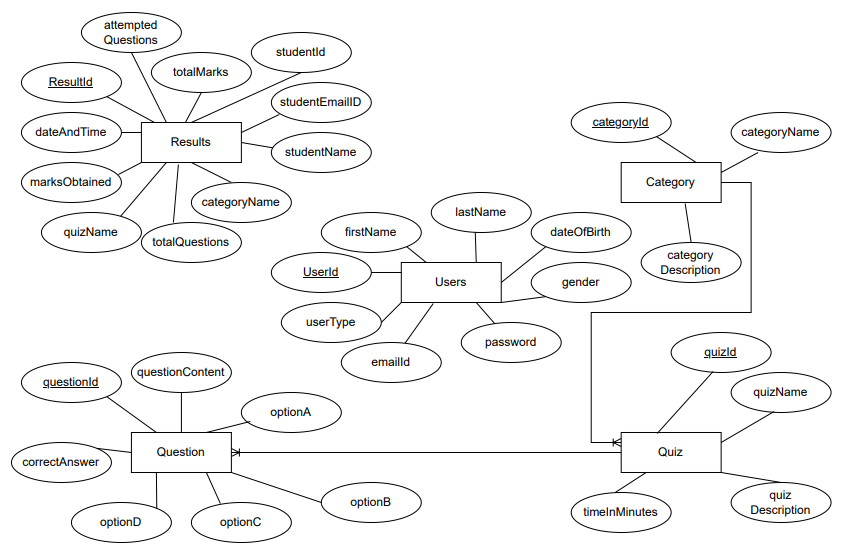 attempted
Questions
studentId
totalMarks
ResultId
studentEmailID
dateAndTime
Results
studentName
marksObtained
categoryName
quizName
totalQuestions
categoryId
categoryName
Category
category
Description
lastName
firstName
dateOfBirth
UserId
Users
gender
userType
password
emailId
quizId
quizName
Quiz
timeInMinutes
quiz
Description
questionContent
questionId
optionA
Question
correctAnswer
optionB
optionD
optionC